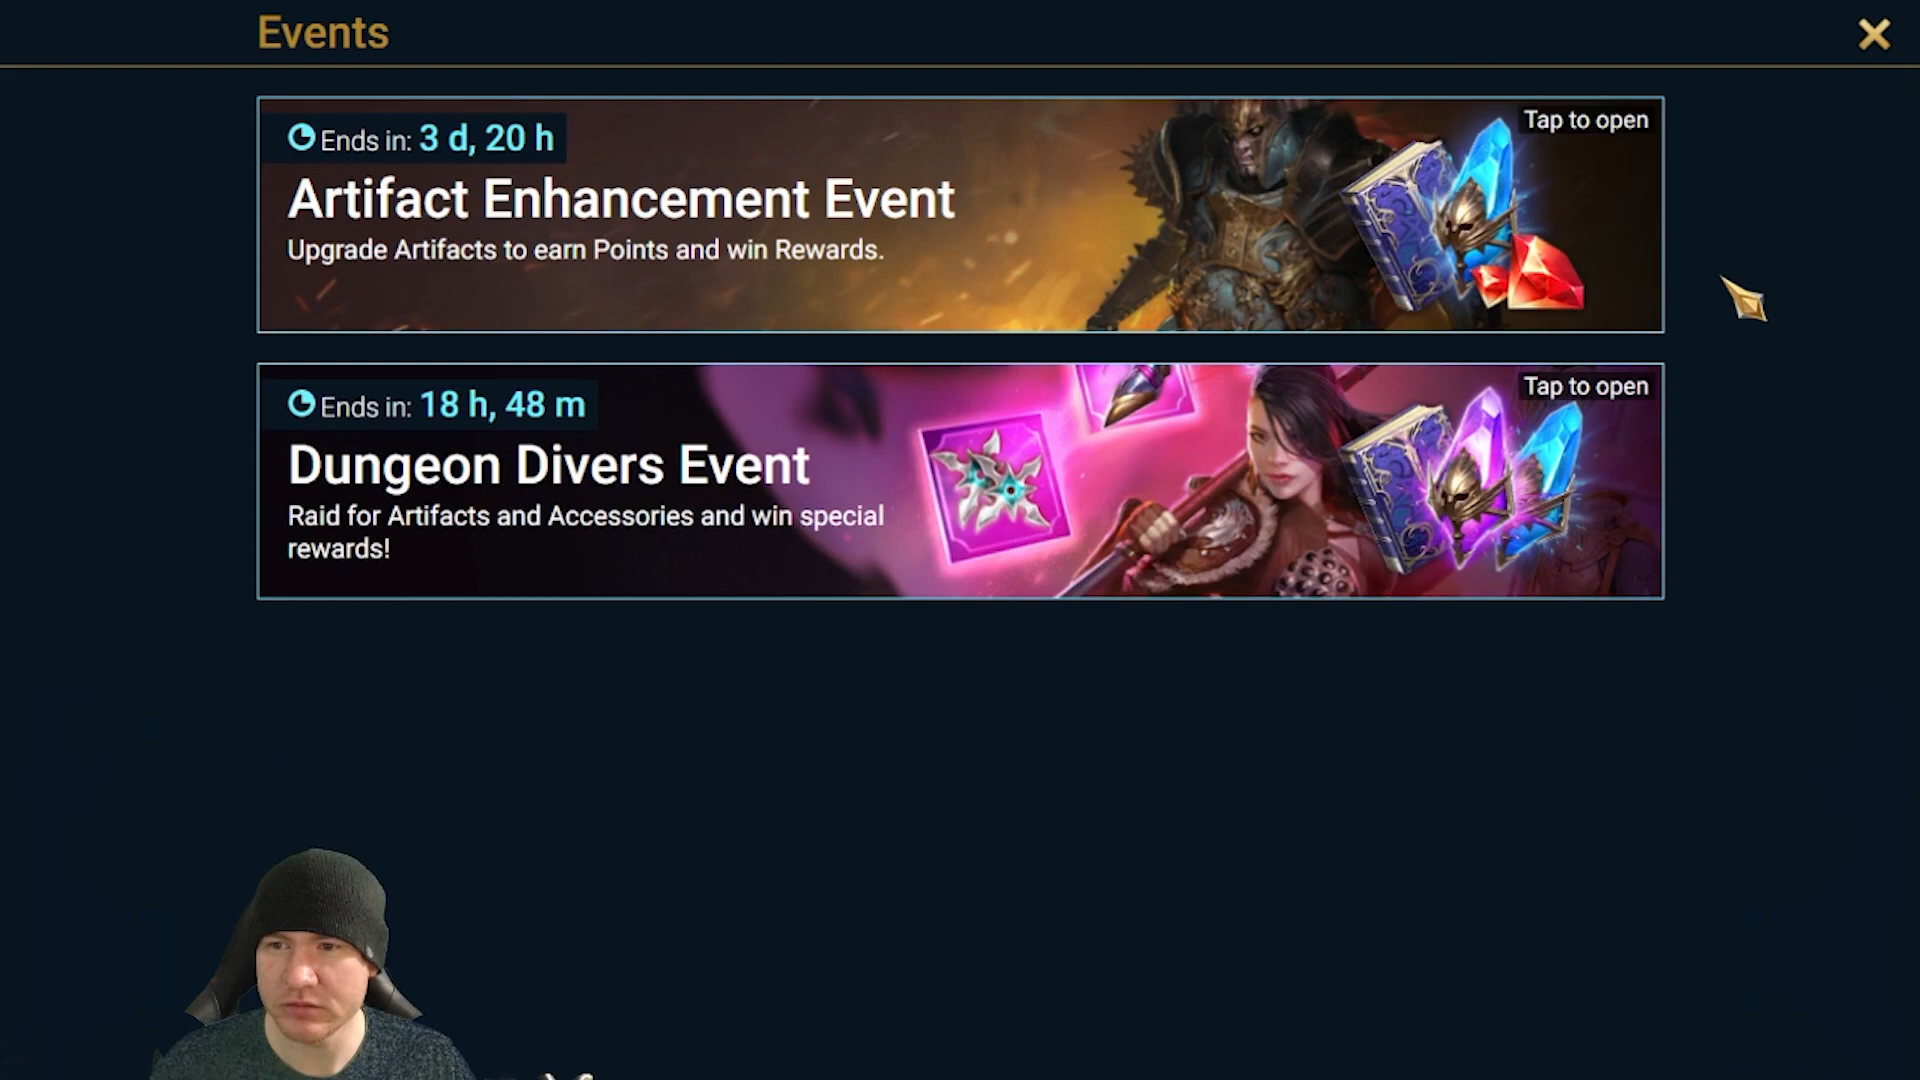 Events
Ends in: 3 d, 20 h
Tap to open
Artifact Enhancement Event
Upgrade Artifacts to earn Points and win Rewards.
Ends in: 18 h, 48 m
Tap to open
Dungeon Divers Event
Raid for Artifacts and Accessories and win special
rewards!